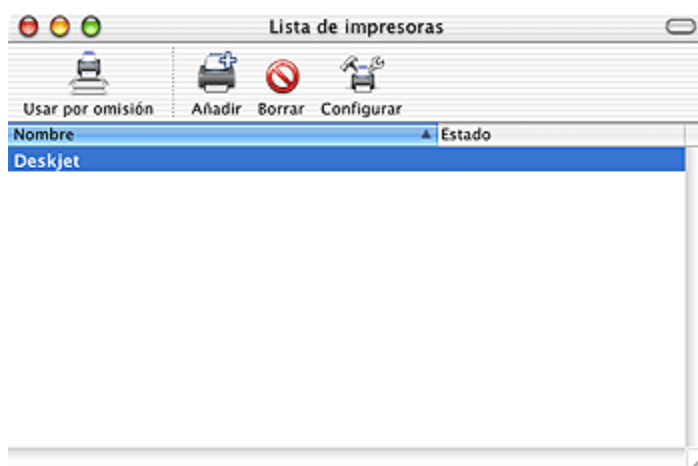 Lista de impresoras
Usar por omisión Añadir Borrar Configurar
Nombre Estado
Deskjet